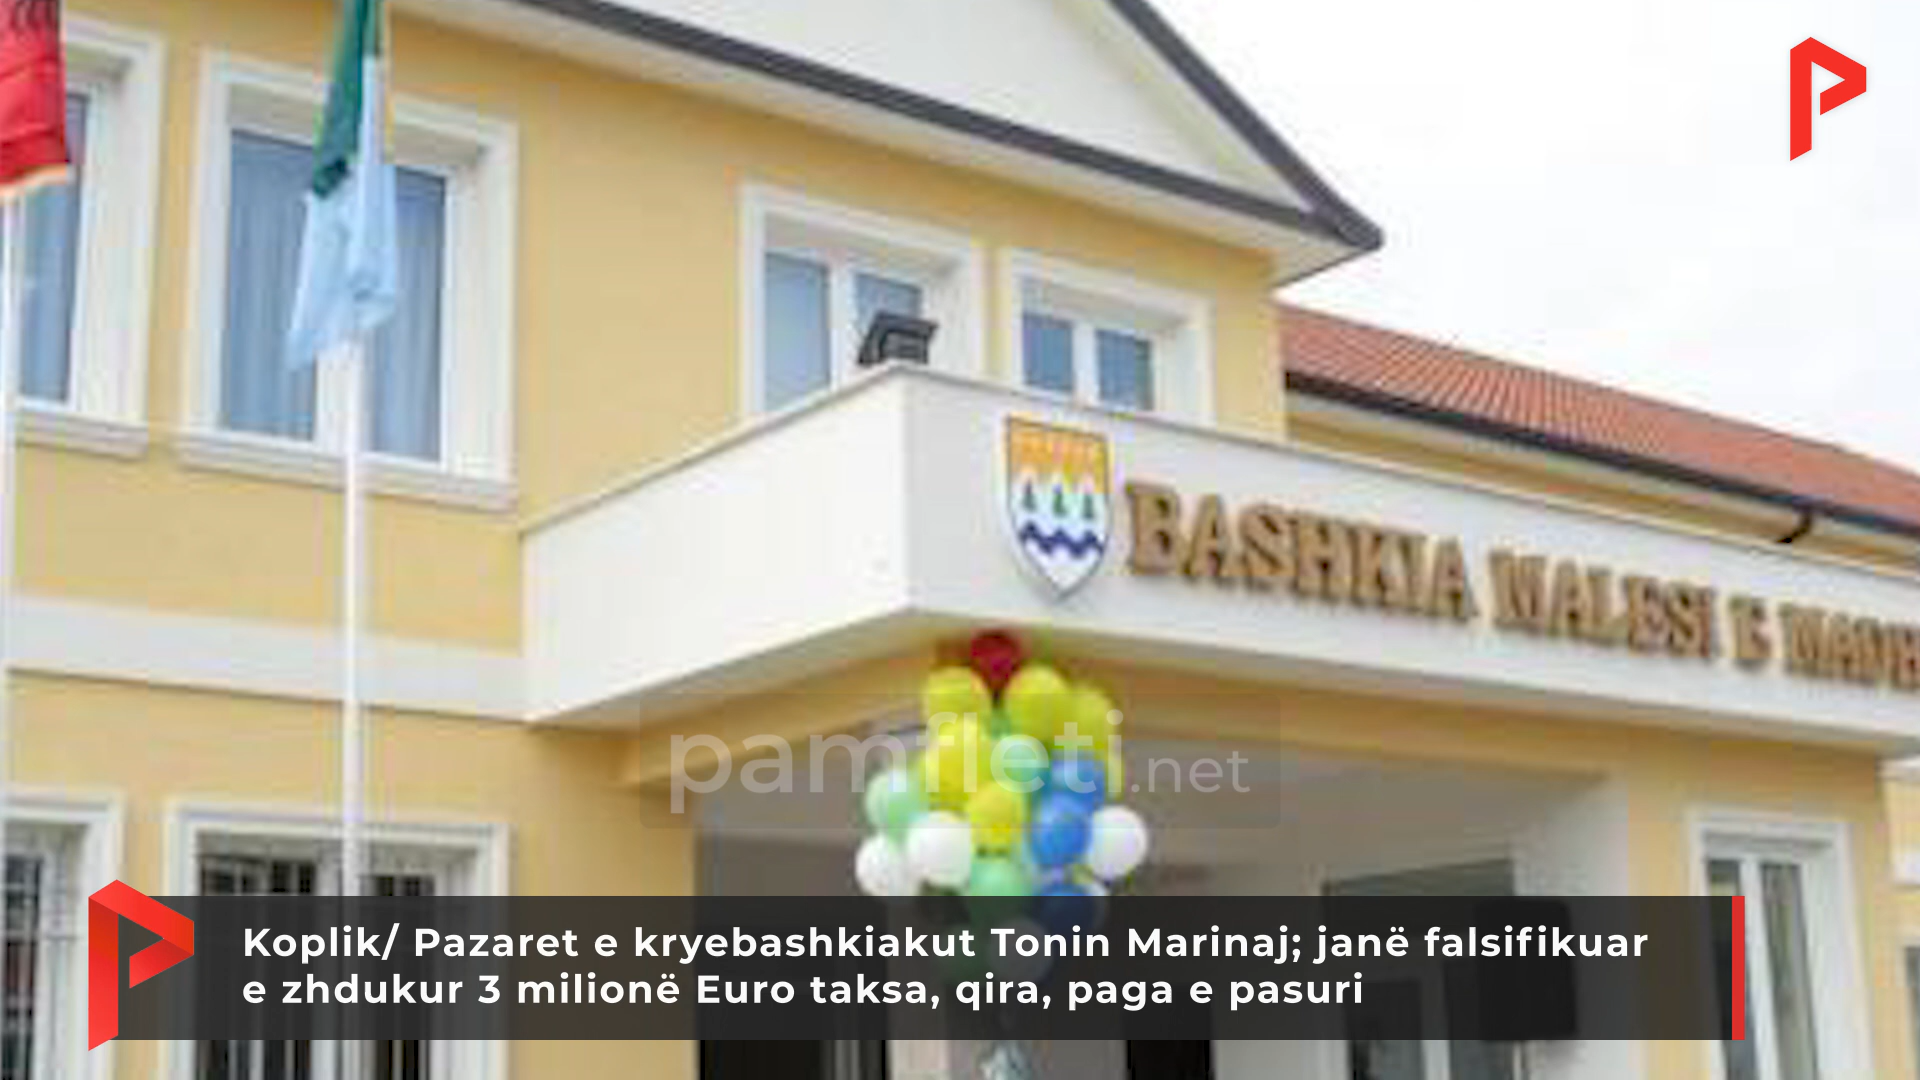 BASHKIA MALESI E MADH
pamfleti.net
Koplik/ Pazaret e kryebashkiakut Tonin Marinaj; janë falsifikuar
e zhdukur 3 milionë Euro taksa, qira, paga e pasuri